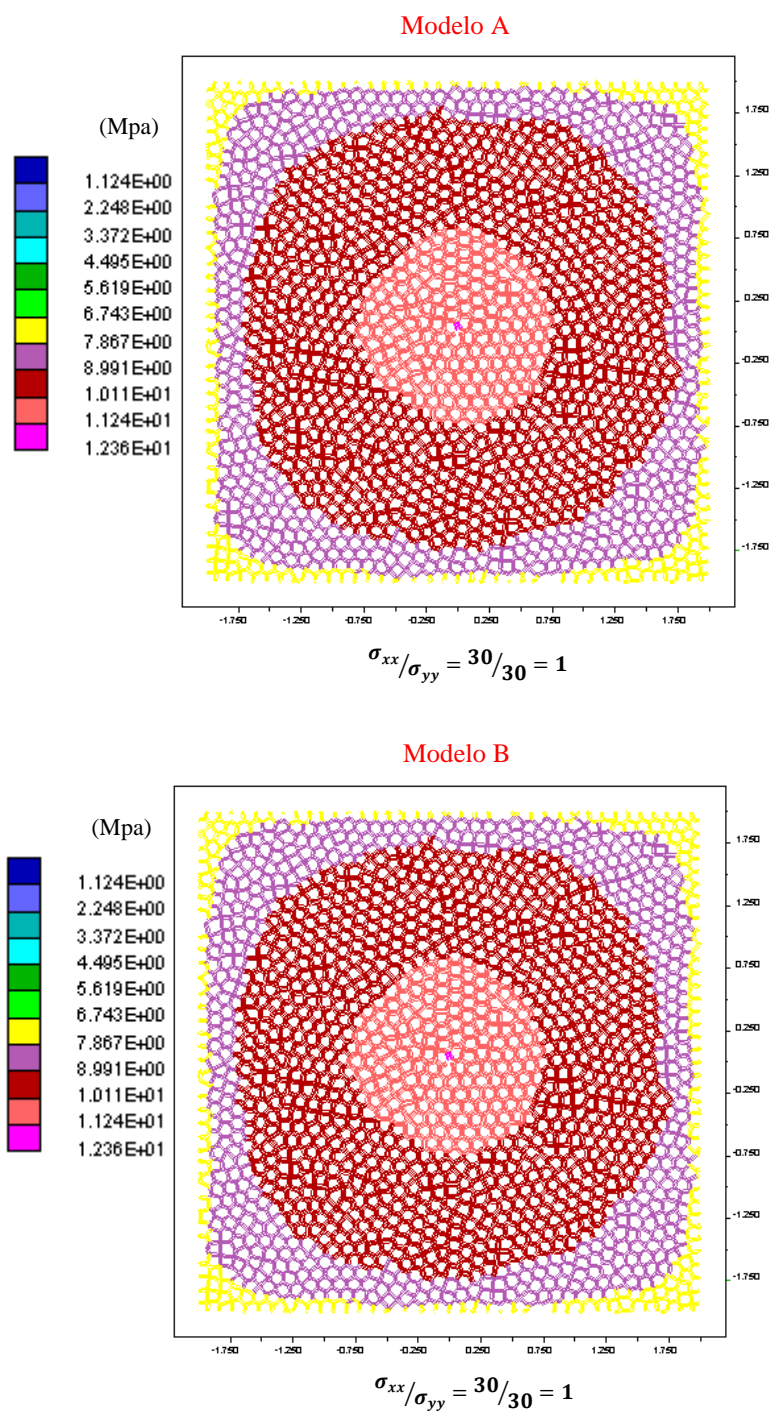 Modelo A
(Mpa)
1.124E+00
2.248E+00
3.372E+00
4.495E+00
5.619E+00
6.743E+00
7.867E+00
8.991E+00
1.011E+01
1.124E+01
1.236E+01
1.750
1.250
0.750
0.250
-0.250
-0.750
-1.250
-1.750
-1.750 -1.250 -0.750 -0.250 0.250 0.750 1.250 1.750
σxx/σyy = 30/30 = 1
Modelo B
(Mpa)
1.124E+00
2.248E+00
3.372E+00
4.495E+00
5.619E+00
6.743E+00
7.867E+00
8.991E+00
1.011E+01
1.124E+01
1.236E+01
1.750
1.250
0.750
0.250
-0.250
-0.750
-1.250
-1.750
-1.750 -1.250 -0.750 -0.250 0.250 0.750 1.250 1.750
σxx/σyy = 30/30 = 1